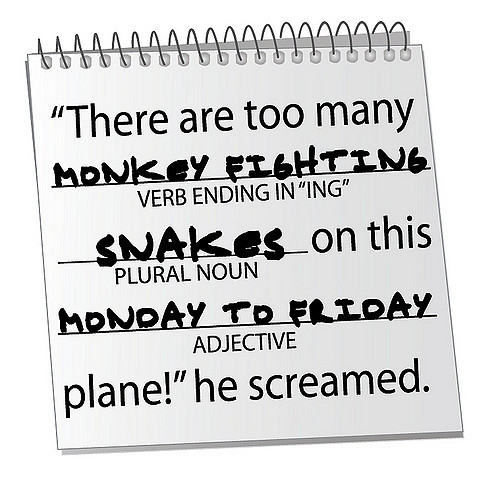 “There are too many
MONKEY FIGHTING
VERB ENDING IN “ING”
SNAKES on this
PLURAL NOUN
MONDAY TO FRIDAY
ADJECTIVE
plane!” he screamed.